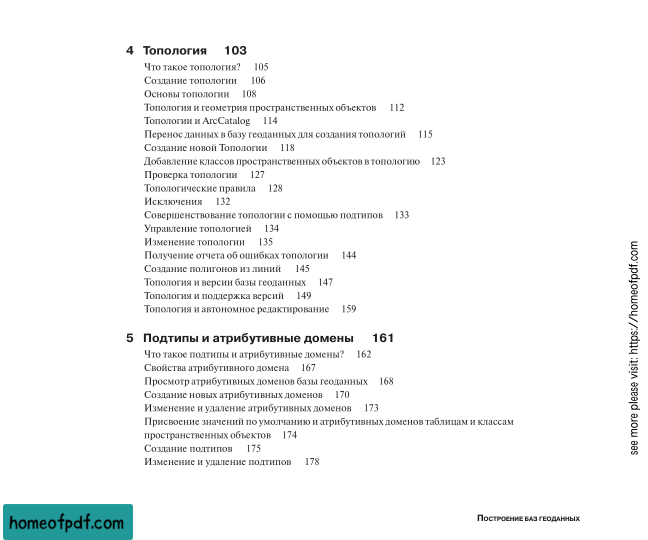 4 Топология 103
Что такое топология? 105
Создание топологии 106
Основы топологии 108
Топология и геометрия пространственных объектов 112
Топологии и ArcCatalog 114
Перенос данных в базу геоданных для создания топологий 115
Создание новой Топологии 118
Добавление классов пространственных объектов в топологию 123
Проверка топологии 127
Топологические правила 128
Исключения 132
Совершенствование топологии с помощью подтипов 133
Управление топологией 134
Изменение топологии 135
Получение отчета об ошибках топологии 144
Создание полигонов из линий 145
Топология и версии базы геоданных 147
Топология и поддержка версий 149
Топология и автономное редактирование 159
5 Подтипы и атрибутивные домены 161
Что такое подтипы и атрибутивные домены? 162
Свойства атрибутивного домена 167
Просмотр атрибутивных доменов базы геоданных 168
Создание новых атрибутивных доменов 170
Изменение и удаление атрибутивных доменов 173
Присвоение значений по умолчанию и атрибутивных доменов таблицам и классам
пространственных объектов 174
Создание подтипов 175
Изменение и удаление подтипов 178
ПОСТРОЕНИЕ БАЗ ГЕОДАННЫХ
see more please visit: https://homeofpdf.com
homeofpdf.com